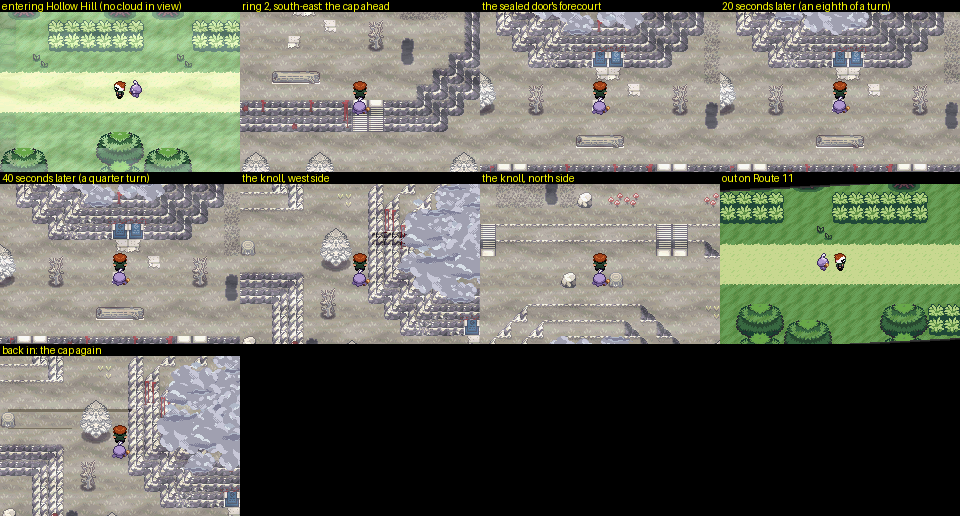 entering Hollow Hill (no cloud in view)
ring 2, south-east the cap ahead
the sealed door's forecourt
20 seconds later (an eighth of a turn)
40 seconds later (a quarter turn)
the knoll, west side
the knoll, north side
out on Route 11
back in: the cap again